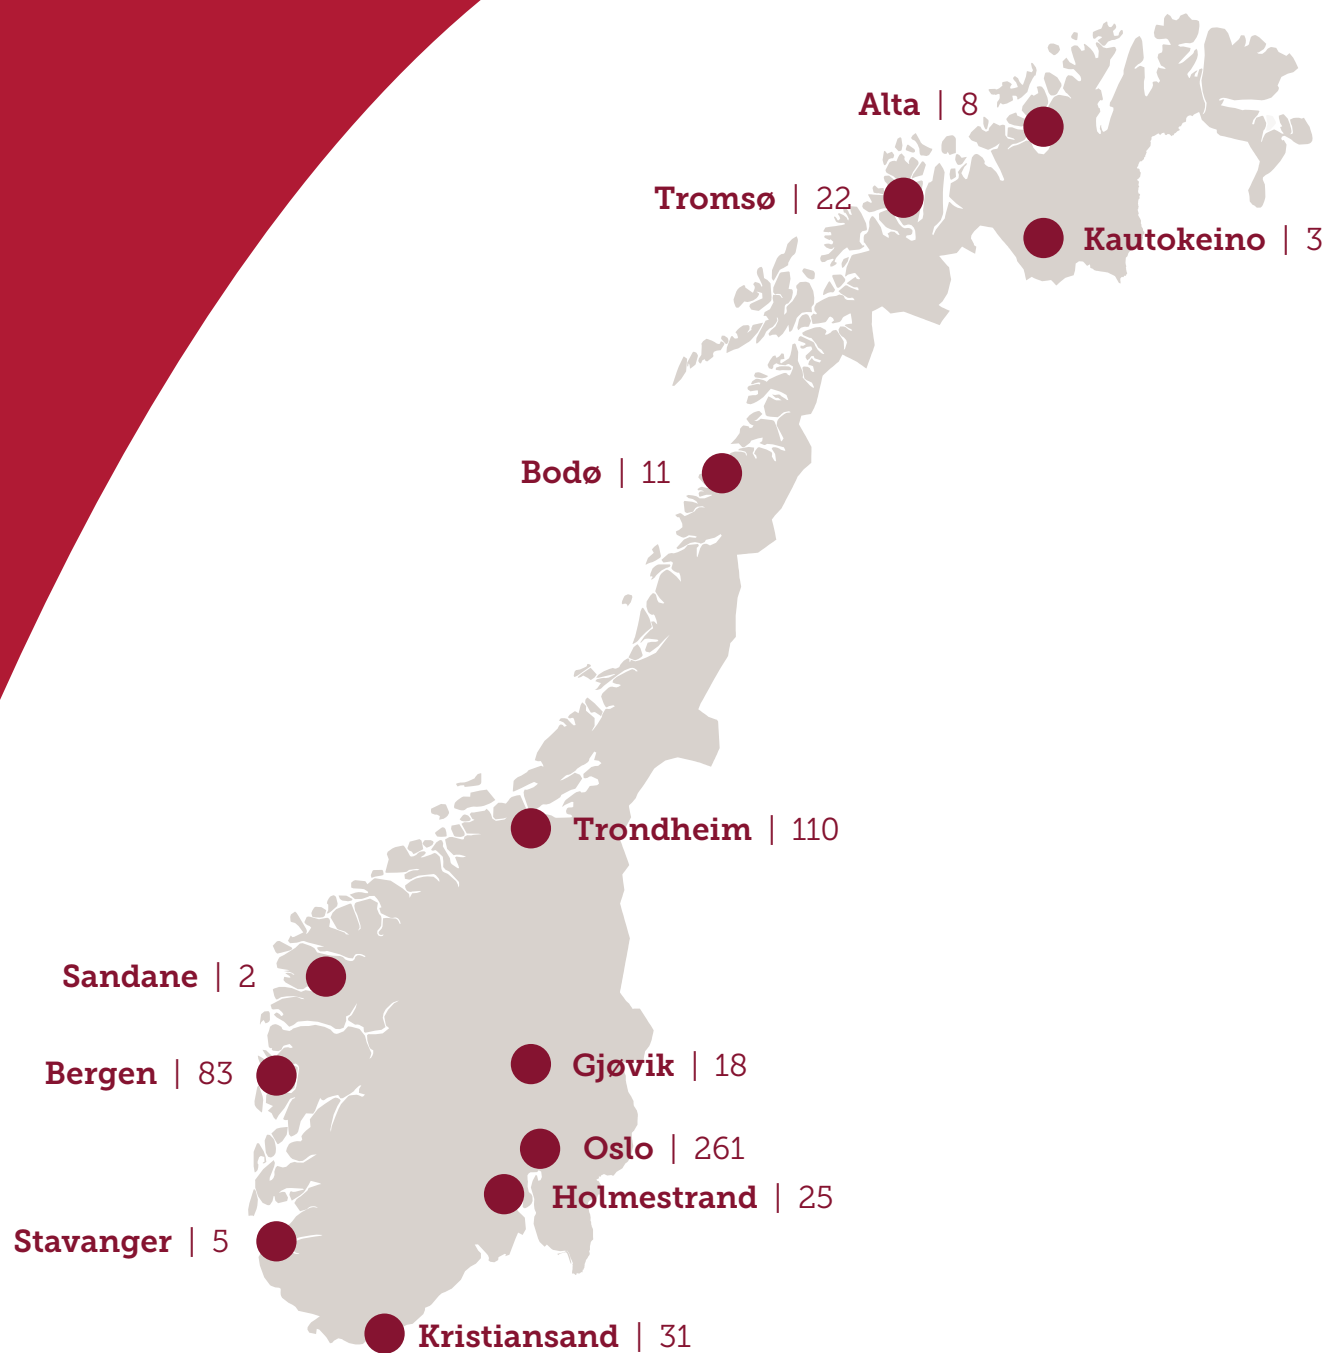 Alta | 8
Tromsø | 22
Kautokeino | 3
Bodø | 11
Trondheim | 110
Sandane | 2
Gjøvik | 18
Bergen | 83
Oslo | 261
Holmestrand | 25
Stavanger | 5
Kristiansand | 31